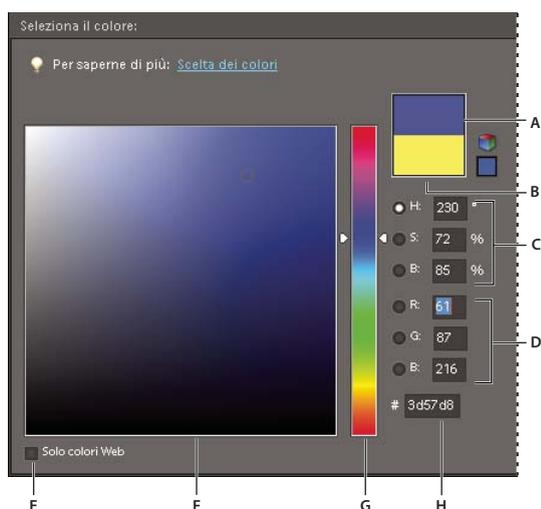 Seleziona il colore:
Per saperne di più: Scelta dei colori
A
B
H: 230 °
S: 72 %
B: 85 %
C
R: 61
G: 87
B: 216
D
# 3d57d8
Solo colori Web
E
F
G
H